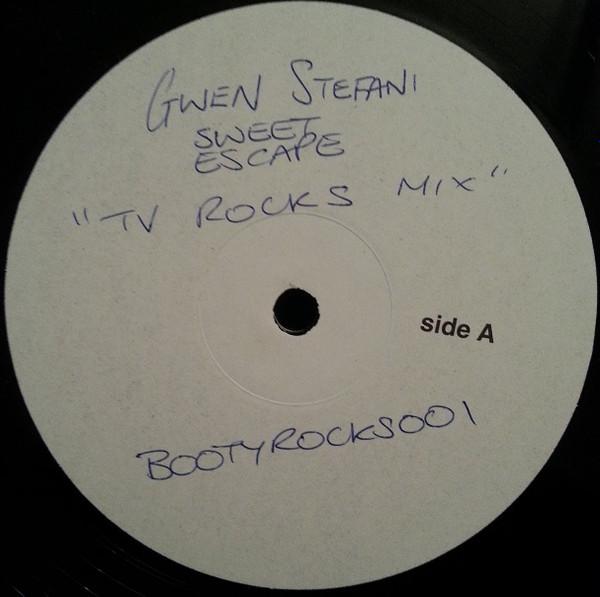 GWEN STEFANI
SWEET
ESCAPE
"TV ROCKS MIX"
side A
BOOTYROCKS001